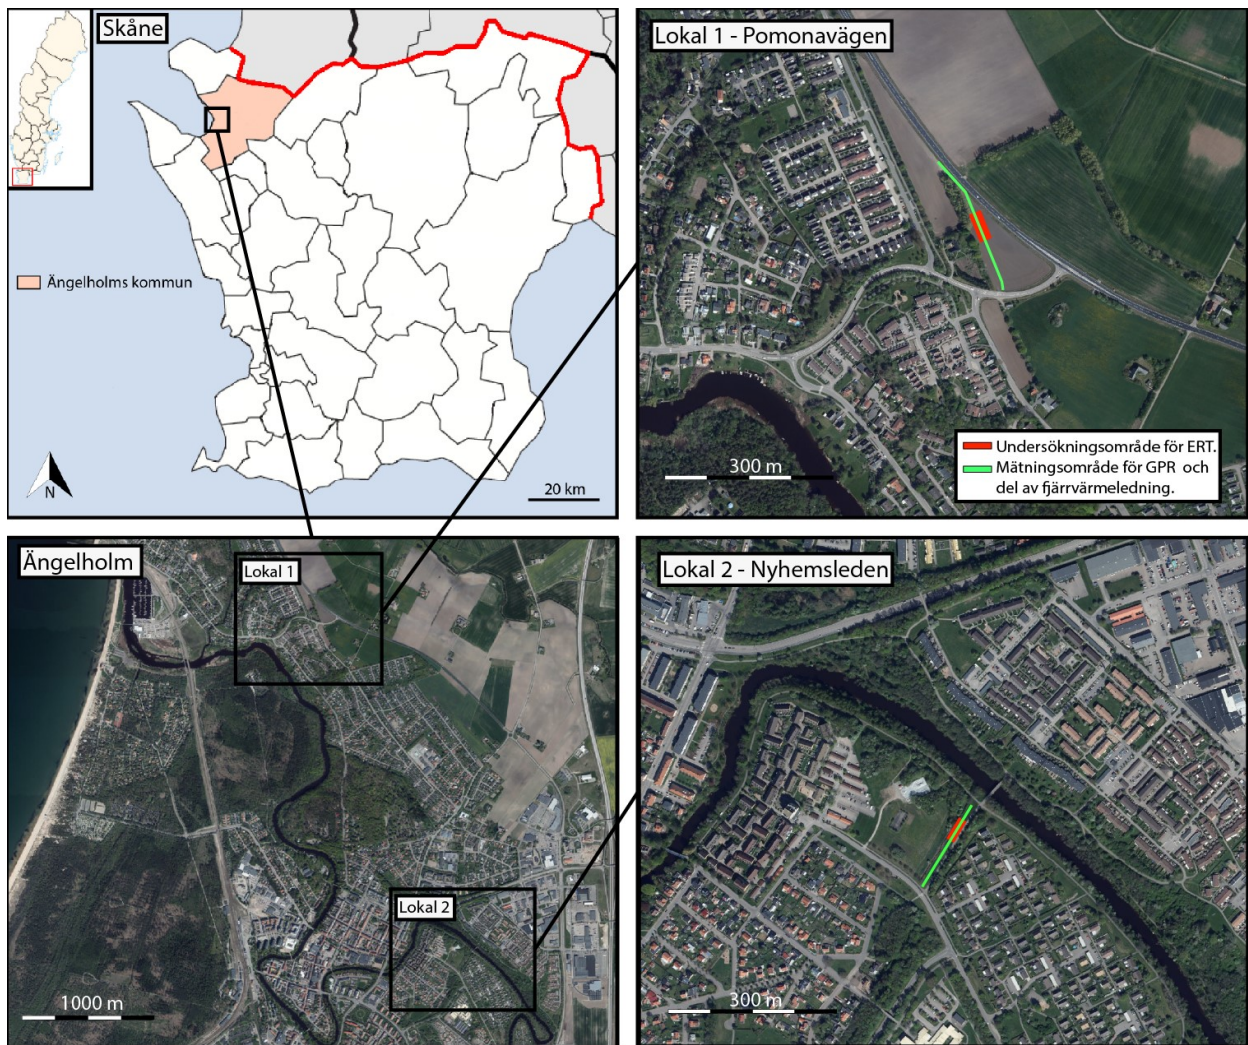 Skåne
Ängelholms kommun
N
20 km
Lokal 1 - Pomonavägen
300 m
Undersökningsområde för ERT.
Mätningsområde för GPR och
del av fjärrvärmeledning.
Ängelholm
Lokal 1
Lokal 2
1000 m
Lokal 2 - Nyhemsleden
300 m